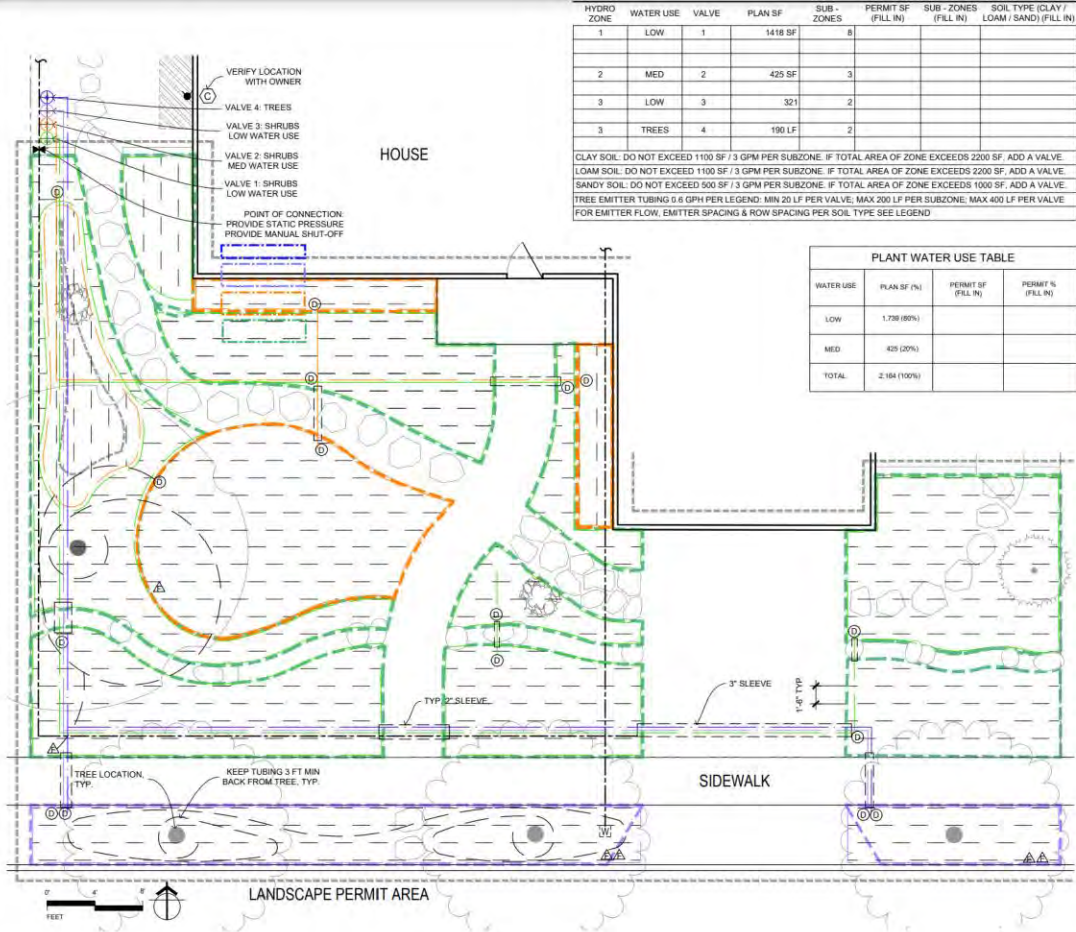 HYDRO ZONE WATER USE VALVE PLAN SF SUB - ZONES PERMIT SF (FILL IN) SUB - ZONES (FILL IN) SOIL TYPE (CLAY / LOAM / SAND) (FILL IN)
1 LOW 1 1418 SF 8
2 MED 2 425 SF 3
3 LOW 3 321 2
3 TREES 4 190 LF 2
CLAY SOIL: DO NOT EXCEED 1100 SF / 3 GPM PER SUBZONE. IF TOTAL AREA OF ZONE EXCEEDS 2200 SF, ADD A VALVE.
LOAM SOIL: DO NOT EXCEED 1100 SF / 3 GPM PER SUBZONE. IF TOTAL AREA OF ZONE EXCEEDS 2200 SF, ADD A VALVE.
SANDY SOIL: DO NOT EXCEED 500 SF / 3 GPM PER SUBZONE. IF TOTAL AREA OF ZONE EXCEEDS 1000 SF, ADD A VALVE.
TREE EMITTER TUBING 0.6 GPH PER LEGEND: MIN 20 LF PER VALVE; MAX 200 LF PER SUBZONE; MAX 400 LF PER VALVE
FOR EMITTER FLOW, EMITTER SPACING & ROW SPACING PER SOIL TYPE SEE LEGEND
PLANT WATER USE TABLE
WATER USE PLAN SF (%) PERMIT SF (FILL IN) PERMIT % (FILL IN)
LOW 1,739 (80%)
MED 425 (20%)
TOTAL 2,164 (100%)
VERIFY LOCATION
WITH OWNER
C
VALVE 4: TREES
VALVE 3: SHRUBS
LOW WATER USE
VALVE 2: SHRUBS
MED WATER USE
VALVE 1: SHRUBS
LOW WATER USE
POINT OF CONNECTION:
PROVIDE STATIC PRESSURE
PROVIDE MANUAL SHUT-OFF
HOUSE
D
D
D
D
D
D
D
F
D
D
D
D
TYP. 2" SLEEVE
3" SLEEVE
1'-6" TYP
D
F
SIDEWALK
TREE LOCATION,
TYP.
KEEP TUBING 3 FT MIN
BACK FROM TREE, TYP.
D D
D D
W
F F
LANDSCAPE PERMIT AREA
0' 4' 8'
FEET